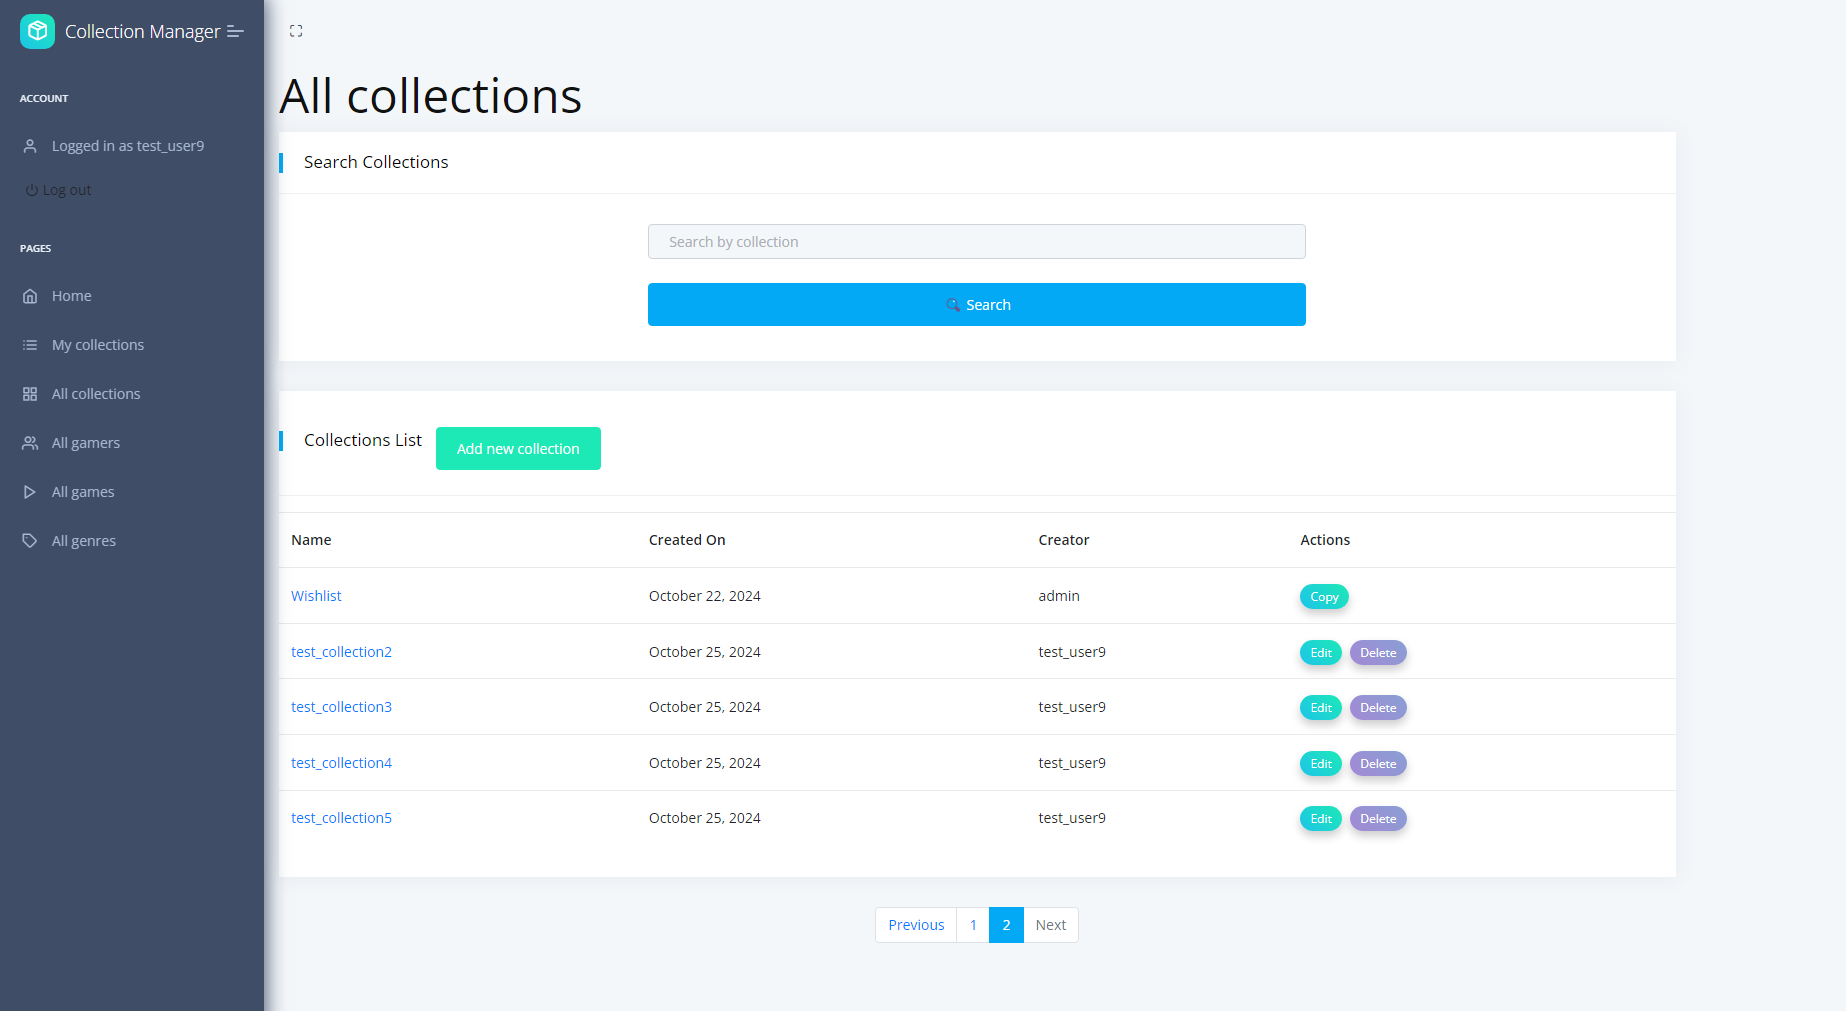 Collection Manager
ACCOUNT
Logged in as test_user9
Log out
PAGES
Home
My collections
All collections
All gamers
All games
All genres
All collections
Search Collections
Search by collection
Search
Collections List
Add new collection
Name Created On Creator Actions
Wishlist October 22, 2024 admin Copy
test_collection2 October 25, 2024 test_user9 Edit Delete
test_collection3 October 25, 2024 test_user9 Edit Delete
test_collection4 October 25, 2024 test_user9 Edit Delete
test_collection5 October 25, 2024 test_user9 Edit Delete
Previous 1 2 Next